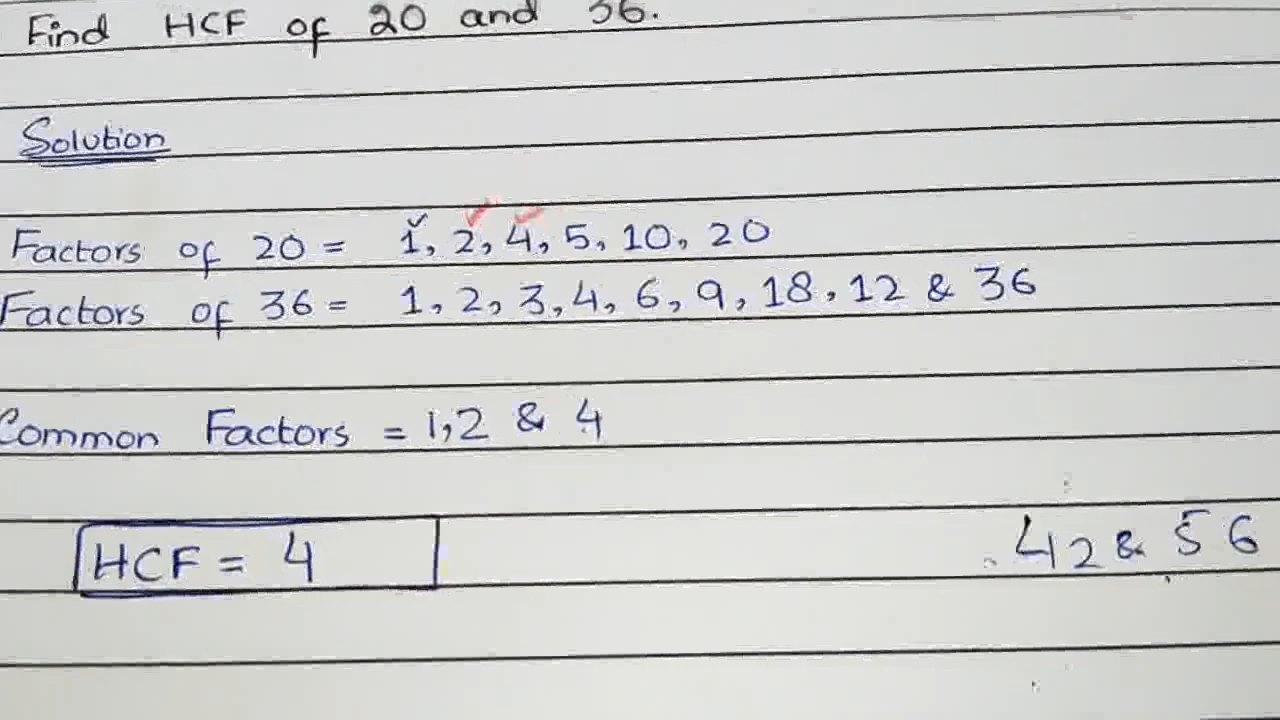 Find HCF of 20 and 36.
Solution
Factors of 20 = 1, 2, 4, 5, 10, 20
Factors of 36 = 1, 2, 3, 4, 6, 9, 18, 12 & 36
Common Factors = 1,2 & 4
HCF = 4
42 & 56